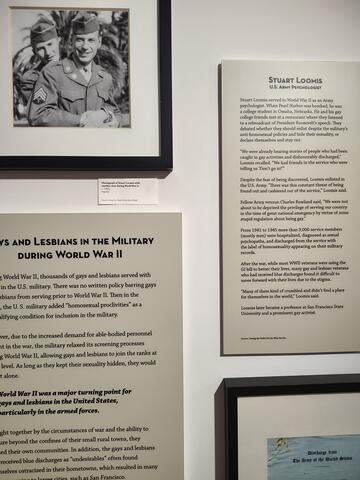 STUART LOOMIS
U.S. ARMY PSYCHOLOGIST
Stuart Loomis served in World War II as an Army
psychologist. When Pearl Harbor was bombed, he was
a college student in Omaha, Nebraska. He and his gay
college friends met at a restaurant where they listened
to a rebroadcast of President Roosevelt's speech. They
debated whether they should enlist despite the military's
anti-homosexual policies and hide their sexuality, or
declare themselves and stay out.
"We were already hearing stories of people who had been
caught in gay activities and dishonorably discharged,"
Loomis recalled. "We had friends in the service who were
telling us 'Don't go in!'"
Despite the fear of being discovered, Loomis enlisted in
the U.S. Army. "There was this constant threat of being
found out and cashiered out of the service," Loomis said.
Fellow Army veteran Charles Rowland said, "We were not
about to be deprived the privilege of serving our country
in the time of great national emergency by virtue of some
stupid regulation about being gay."
From 1941 to 1945 more than 9,000 service members
(mostly men) were hospitalized, diagnosed as sexual
psychopaths, and discharged from the service with
the label of homosexuality appearing on their military
records.
After the war, while most WWII veterans were using the
GI bill to better their lives, many gay and lesbian veterans
who had received blue discharges found it difficult to
move forward with their lives due to the stigma.
"Many of them kind of crumbled and didn't find a place
for themselves in the world," Loomis said.
Loomis later became a professor at San Francisco State
University and a prominent gay activist.
YS AND LESBIANS IN THE MILITARY
DURING WORLD WAR II
g World War II, thousands of gays and lesbians served with
in the U.S. military. There was no written policy barring gays
sbians from serving prior to World War II. Then in the
, the U.S. military added "homosexual proclivities" as a
alifying condition for inclusion in the military.
ver, due to the increased demand for able-bodied personnel
nt in the war, the military relaxed its screening processes
g World War II, allowing gays and lesbians to join the ranks at
level. As long as they kept their sexuality hidden, they would
t alone.
World War II was a major turning point for
gays and lesbians in the United States,
particularly in the armed forces.
ght together by the circumstances of war and the ability to
ure beyond the confines of their small rural towns, they
ed their own communities. In addition, the gays and lesbians
received blue discharges as "undesirables" often found
mselves ostracized in their hometowns, which resulted in many
to larger cities, such as San Francisco.
Discharge from
The Army of the United States